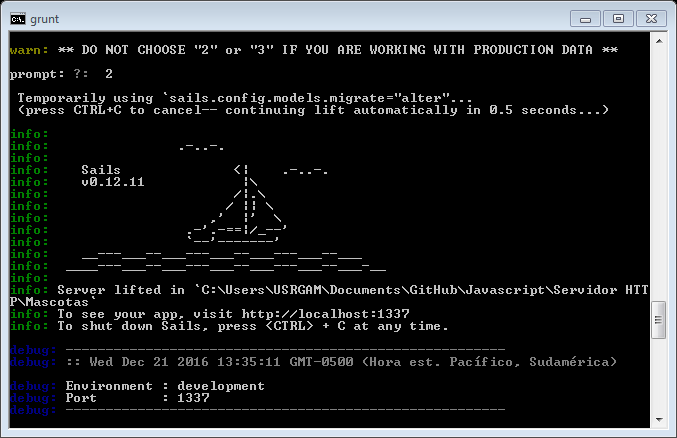 grunt
warn: ** DO NOT CHOOSE "2" or "3" IF YOU ARE WORKING WITH PRODUCTION DATA **
prompt: ?:  2
 Temporarily using `sails.config.models.migrate="alter"...
 (press CTRL+C to cancel-- continuing lift automatically in 0.5 seconds...)
info:
info:                .-..-.
info:
info:    Sails              <|    .-..-.
info:    v0.12.11            |\
info:                       /|.\
info:                      / || \
info:                    ,'  |'  \
info:                 .-'.-==|/_--'
info:                 `--'-------'
info:    __---___--___---___--___---___--___
info:  ____---___--___---___--___---___--___-__
info:
info: Server lifted in `C:\Users\USRGAM\Documents\GitHub\Javascript\Servidor HTT
P\Mascotas`
info: To see your app, visit http://localhost:1337
info: To shut down Sails, press <CTRL> + C at any time.
debug: -------------------------------------------------------
debug: :: Wed Dec 21 2016 13:35:11 GMT-0500 (Hora est. Pacífico, Sudamérica)
debug: Environment : development
debug: Port        : 1337
debug: -------------------------------------------------------